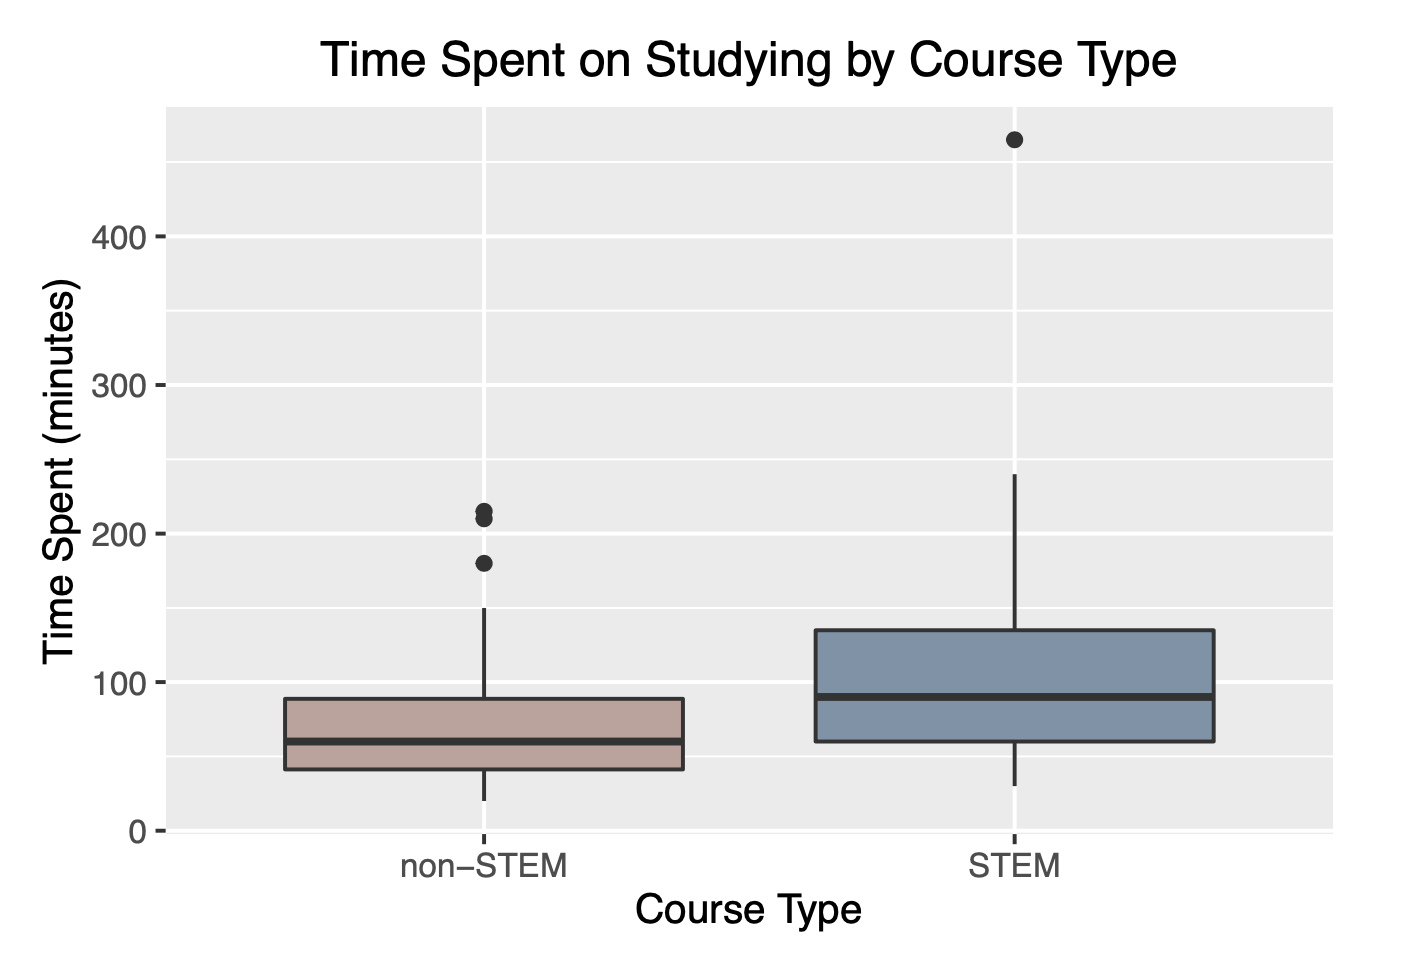 Time Spent on Studying by Course Type
Time Spent (minutes)
400
300
200
100
0
non−STEM
STEM
Course Type